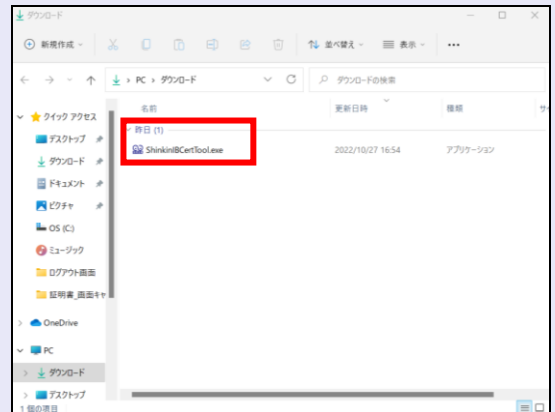 ダウンロード
新規作成
並べ替え
表示
PC › ダウンロード
ダウンロードの検索
名前
更新日時
種類
サ
昨日 (1)
ShinkinIBCertTool.exe
2022/10/27 16:54
アプリケーション
クイック アクセス
デスクトップ
ダウンロード
ドキュメント
ピクチャ
OS (C:)
ミュージック
ログアウト画面
証明書_画面キャ
OneDrive
PC
ダウンロード
デスクトップ
1 個の項目